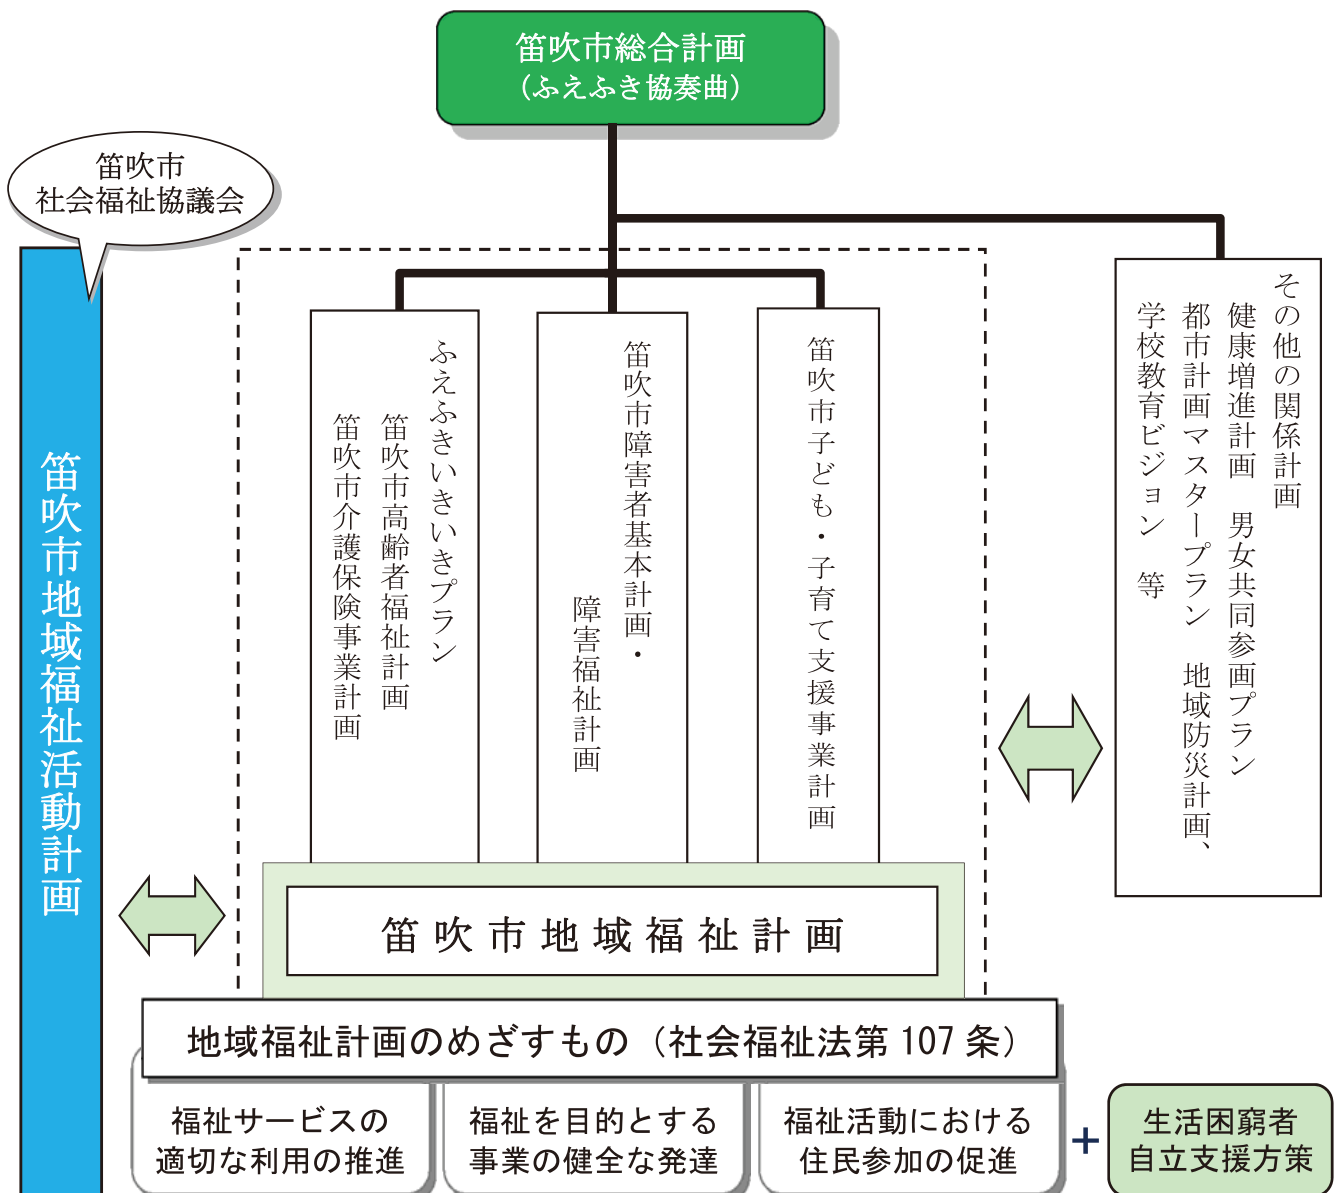 笛吹市総合計画
（ふえふき協奏曲）
笛吹市
社会福祉協議会
笛吹市地域福祉活動計画
その他の関係計画
健康増進計画　男女共同参画プラン
都市計画マスタープラン　地域防災計画、
学校教育ビジョン　等
笛吹市子ども・子育て支援事業計画
笛吹市障害者基本計画・
障害福祉計画
ふえふきいきいきプラン
笛吹市高齢者福祉計画
笛吹市介護保険事業計画
笛吹市地域福祉計画
地域福祉計画のめざすもの（社会福祉法第 107 条）
福祉サービスの
適切な利用の推進
福祉を目的とする
事業の健全な発達
福祉活動における
住民参加の促進
+
生活困窮者
自立支援方策